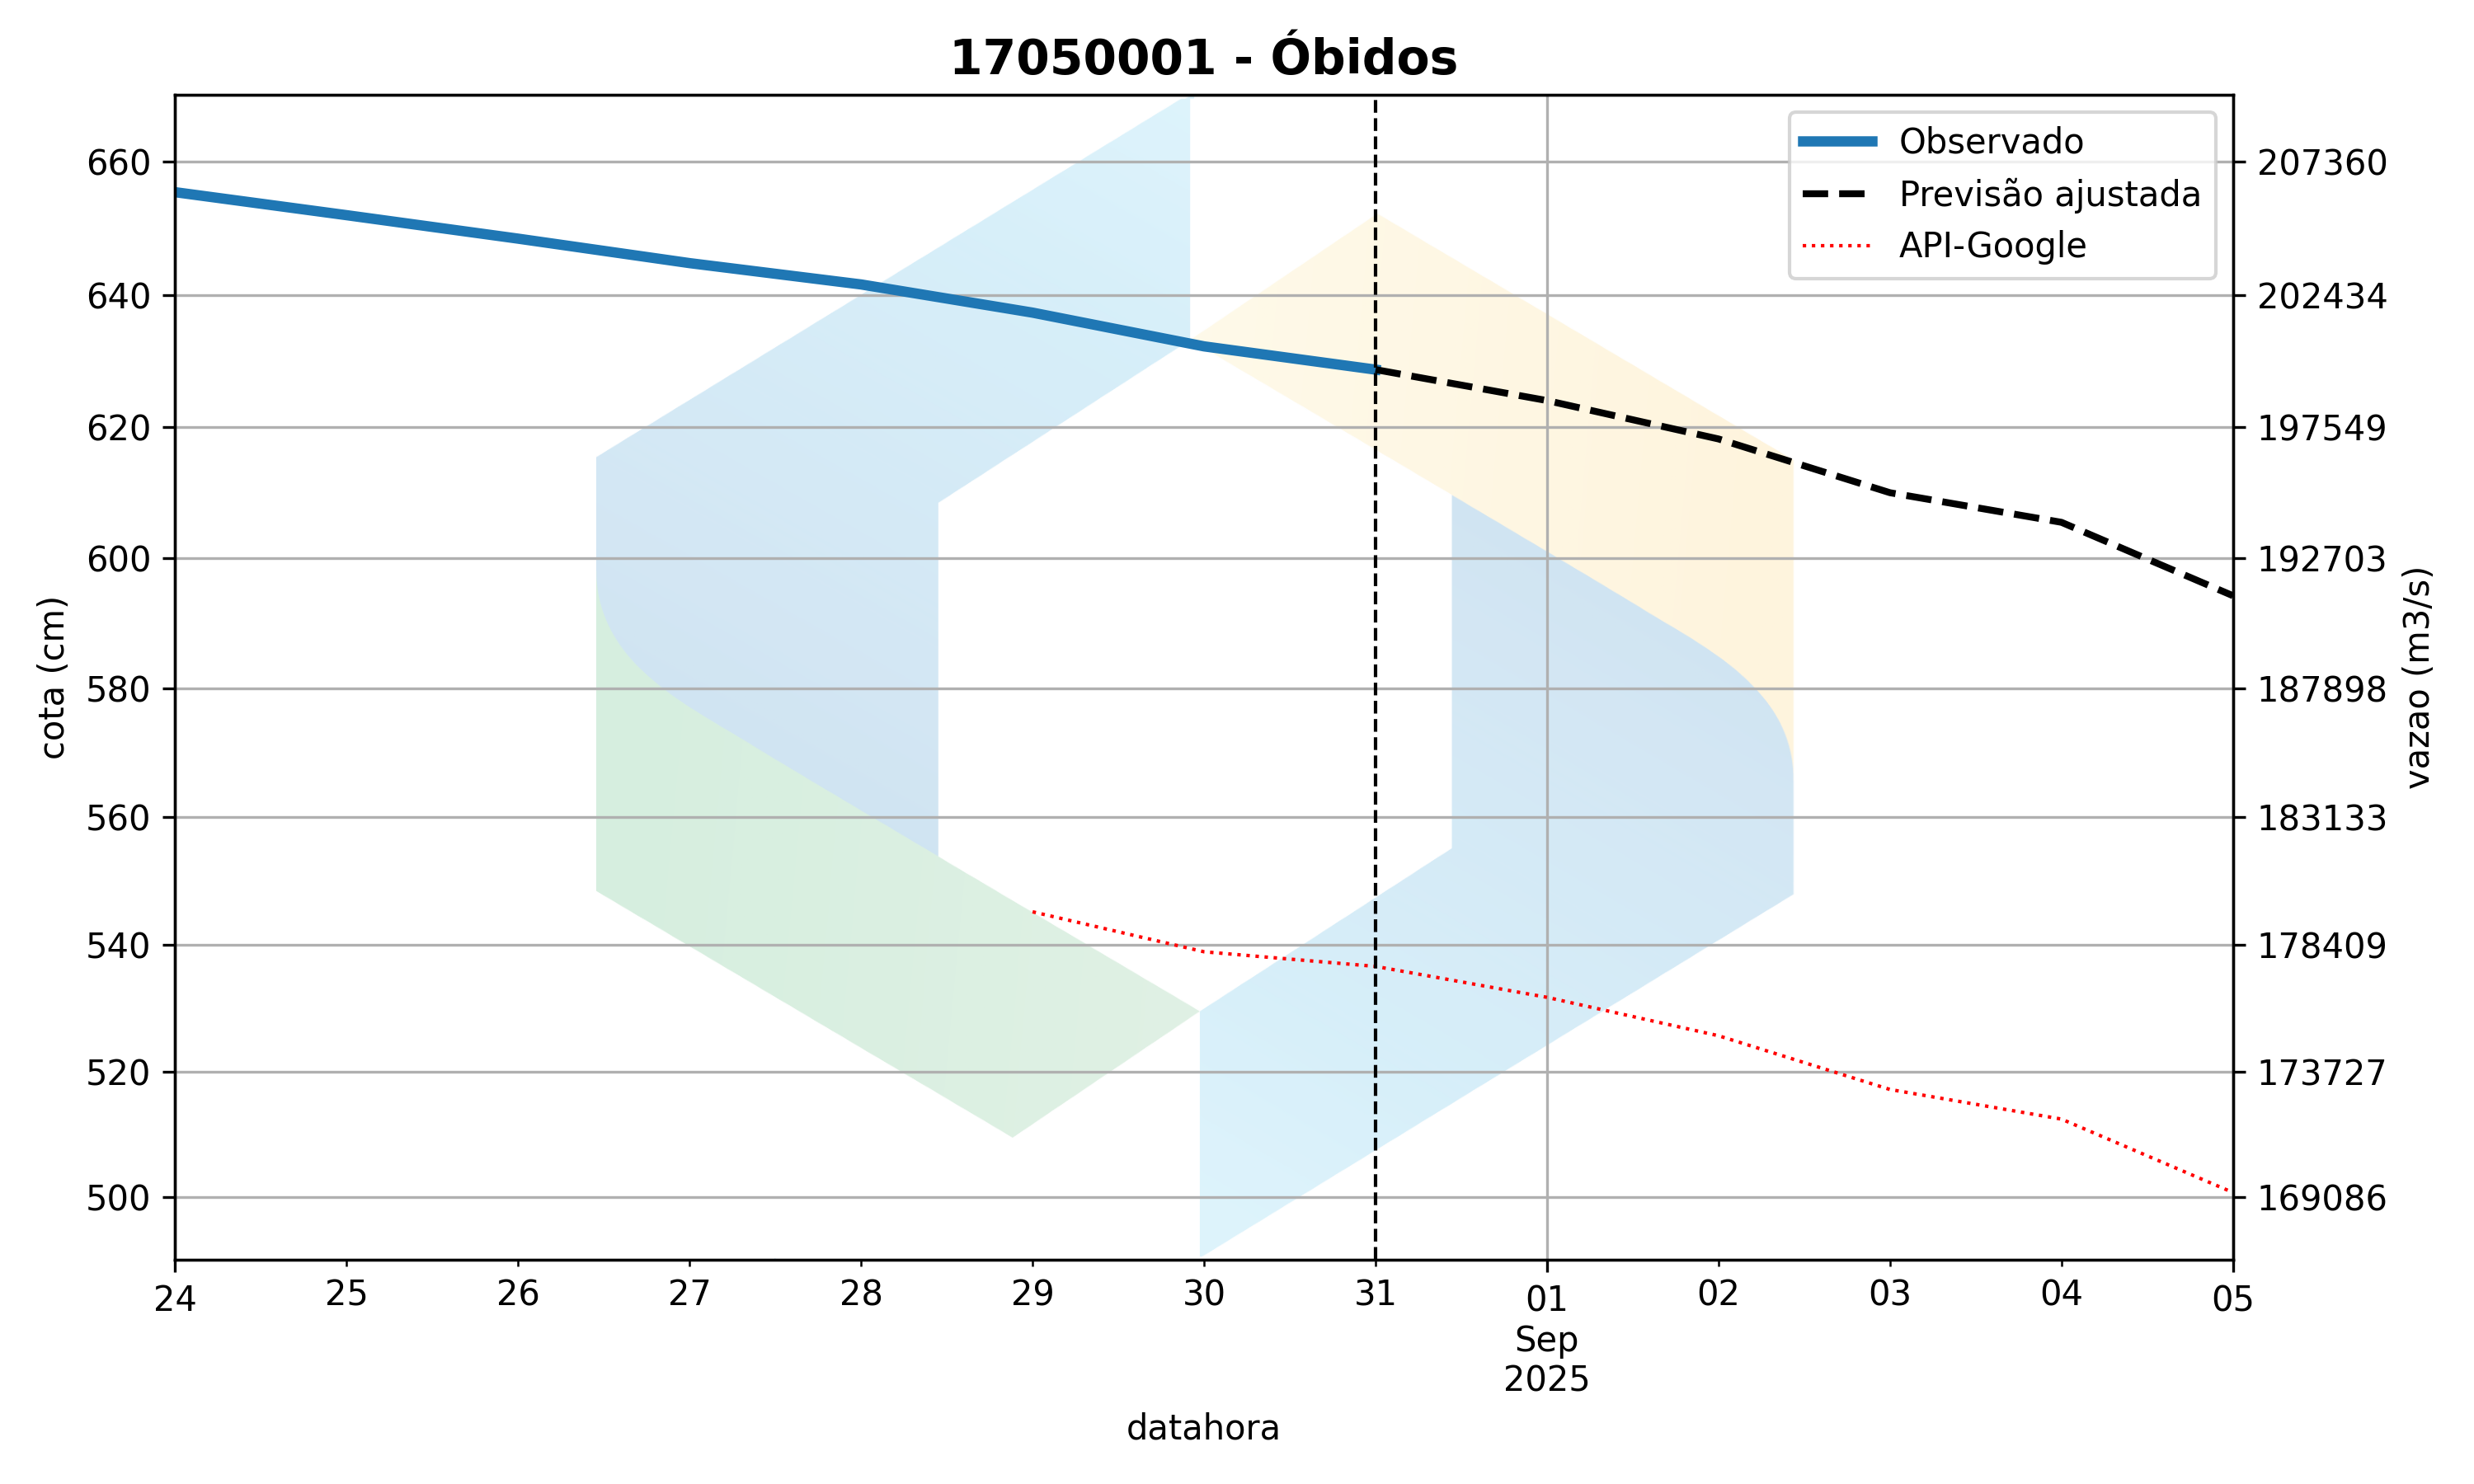 17050001 - Óbidos
Observado
Previsão ajustada
API-Google
660
640
620
600
580
560
540
520
500
cota (cm)
207360
202434
197549
192703
187898
183133
178409
173727
169086
vazao (m3/s)
24 25 26 27 28 29 30 31 01 02 03 04 05
Sep
2025
datahora